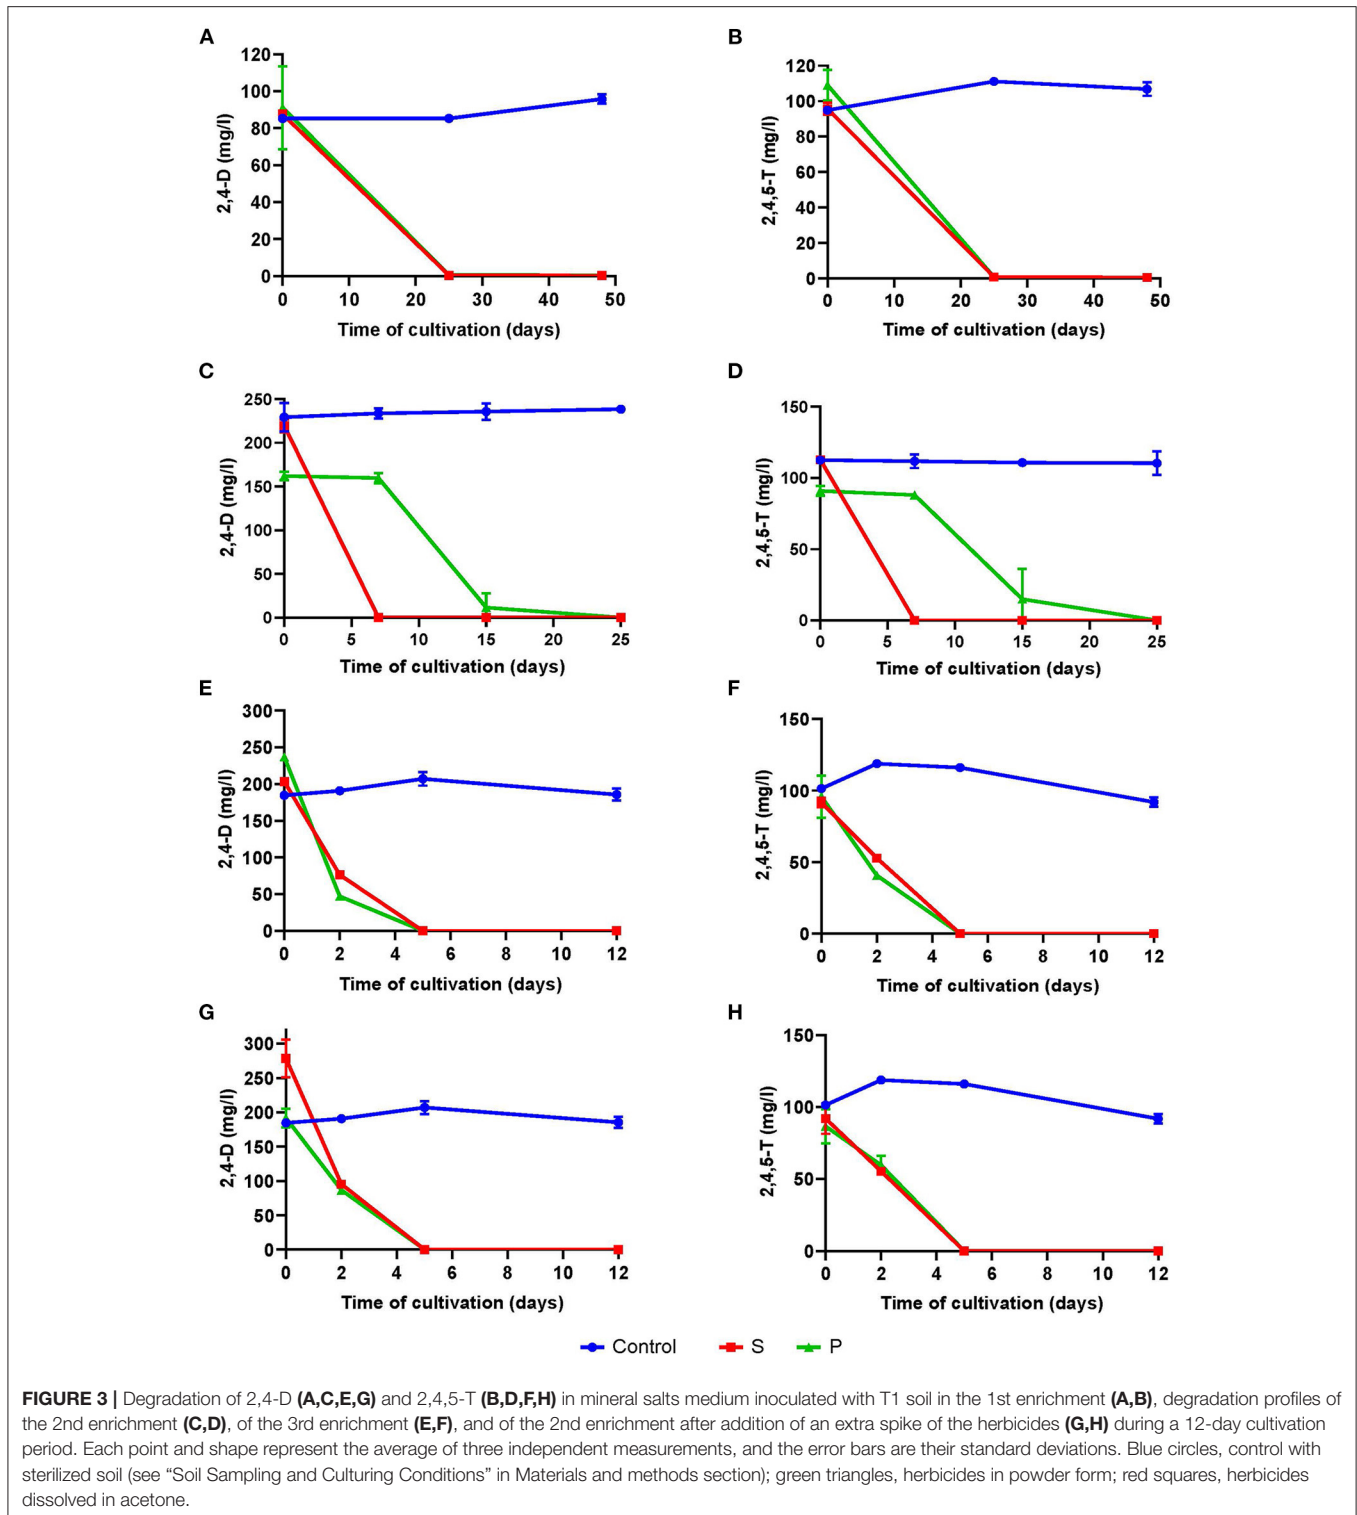 A
B
120
100
80
60
40
20
0
2,4-D (mg/l)
0 10 20 30 40 50
Time of cultivation (days)
120
100
80
60
40
20
0
2,4,5-T (mg/l)
0 10 20 30 40 50
Time of cultivation (days)
C
D
250
200
150
100
50
0
2,4-D (mg/l)
0 5 10 15 20 25
Time of cultivation (days)
150
100
50
0
2,4,5-T (mg/l)
0 5 10 15 20 25
Time of cultivation (days)
E
F
300
250
200
150
100
50
0
2,4-D (mg/l)
0 2 4 6 8 10 12
Time of cultivation (days)
150
100
50
0
2,4,5-T (mg/l)
0 2 4 6 8 10 12
Time of cultivation (days)
G
H
300
250
200
150
100
50
0
2,4-D (mg/l)
0 2 4 6 8 10 12
Time of cultivation (days)
150
100
50
0
2,4,5-T (mg/l)
0 2 4 6 8 10 12
Time of cultivation (days)
Control S P
FIGURE 3 | Degradation of 2,4-D (A,C,E,G) and 2,4,5-T (B,D,F,H) in mineral salts medium inoculated with T1 soil in the 1st enrichment (A,B), degradation profiles of
the 2nd enrichment (C,D), of the 3rd enrichment (E,F), and of the 2nd enrichment after addition of an extra spike of the herbicides (G,H) during a 12-day cultivation
period. Each point and shape represent the average of three independent measurements, and the error bars are their standard deviations. Blue circles, control with
sterilized soil (see “Soil Sampling and Culturing Conditions” in Materials and methods section); green triangles, herbicides in powder form; red squares, herbicides
dissolved in acetone.